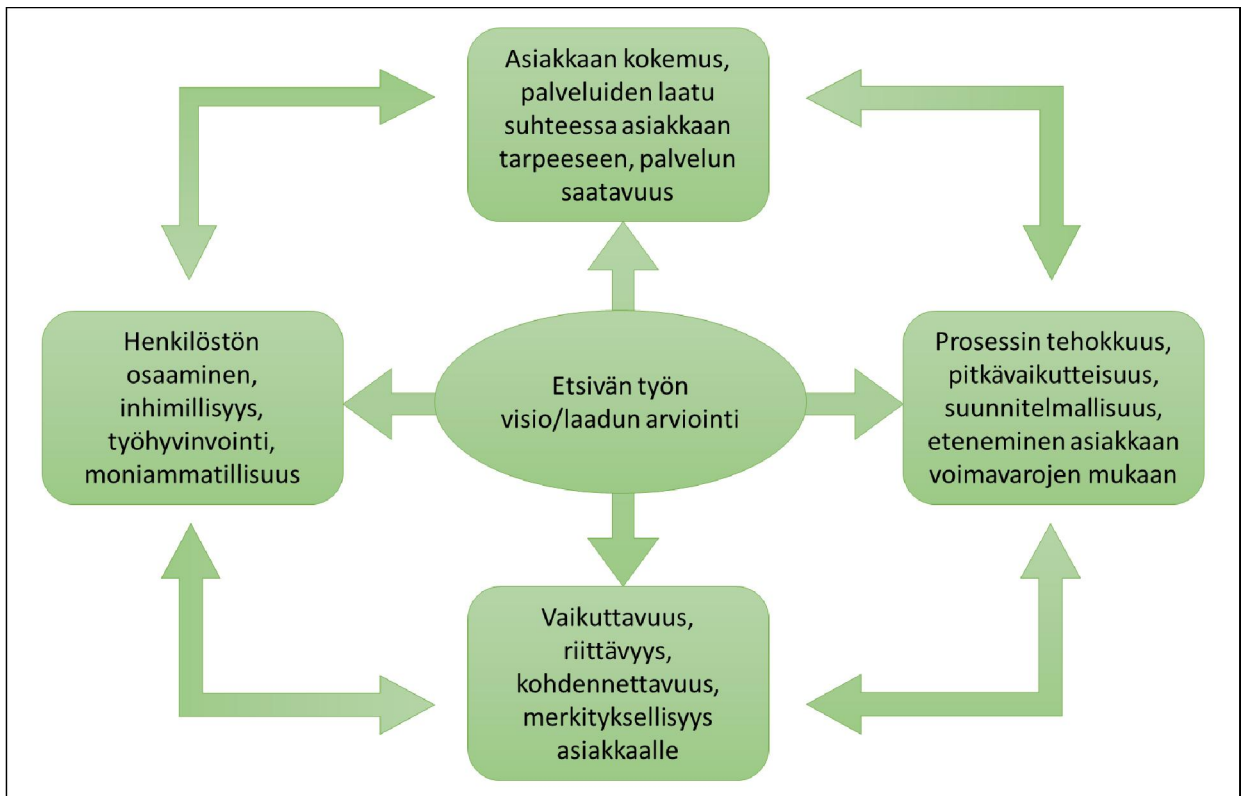 Asiakkaan kokemus,
palveluiden laatu
suhteessa asiakkaan
tarpeeseen, palvelun
saatavuus
Henkilöstön
osaaminen,
inhimillisyys,
työhyvinvointi,
moniammatillisuus
Etsivän työn
visio/laadun arviointi
Prosessin tehokkuus,
pitkävaikutteisuus,
suunnitelmallisuus,
eteneminen asiakkaan
voimavarojen mukaan
Vaikuttavuus,
riittävyys,
kohdennettavuus,
merkityksellisyys
asiakkaalle